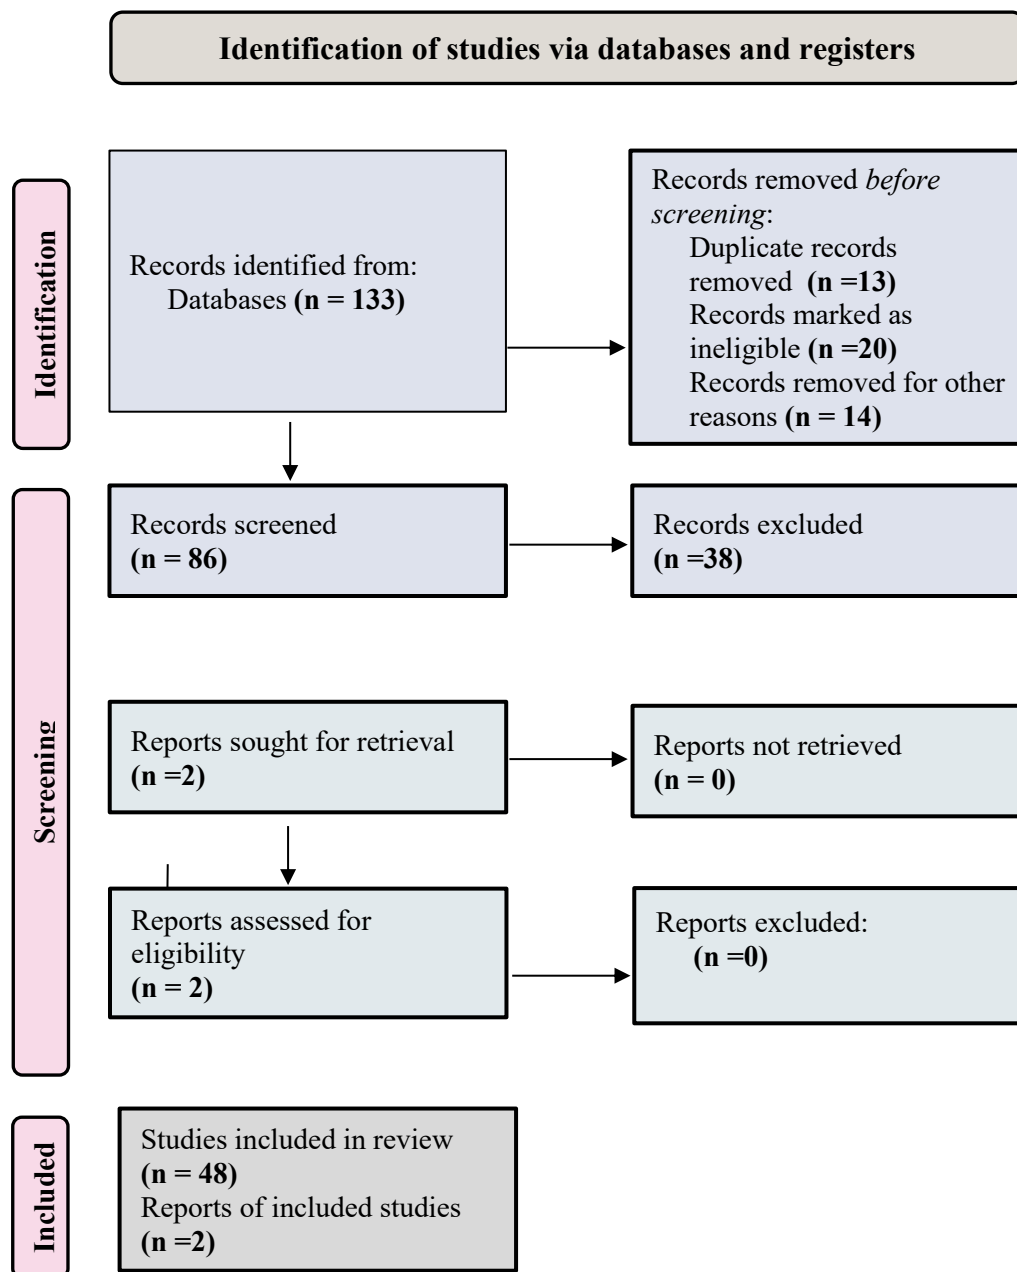 Identification of studies via databases and registers
Identification
Records identified from:
Databases (n = 133)
Records removed before
screening:
Duplicate records
removed  (n =13)
Records marked as
ineligible (n =20)
Records removed for other
reasons (n = 14)
Screening
Records screened
(n = 86)
Records excluded
(n =38)
Reports sought for retrieval
(n =2)
Reports not retrieved
(n = 0)
Reports assessed for
eligibility
(n = 2)
Reports excluded:
(n =0)
Included
Studies included in review
(n = 48)
Reports of included studies
(n =2)